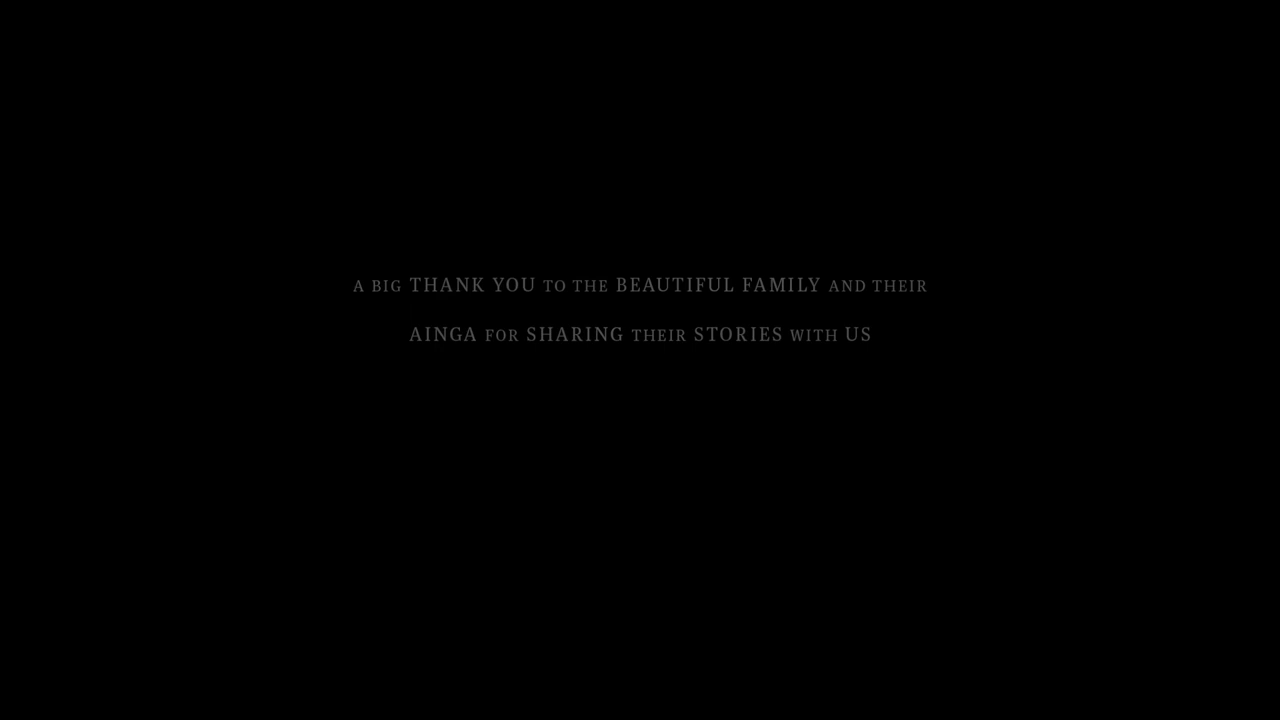 A BIG THANK YOU TO THE BEAUTIFUL FAMILY AND THEIR
AINGA FOR SHARING THEIR STORIES WITH US